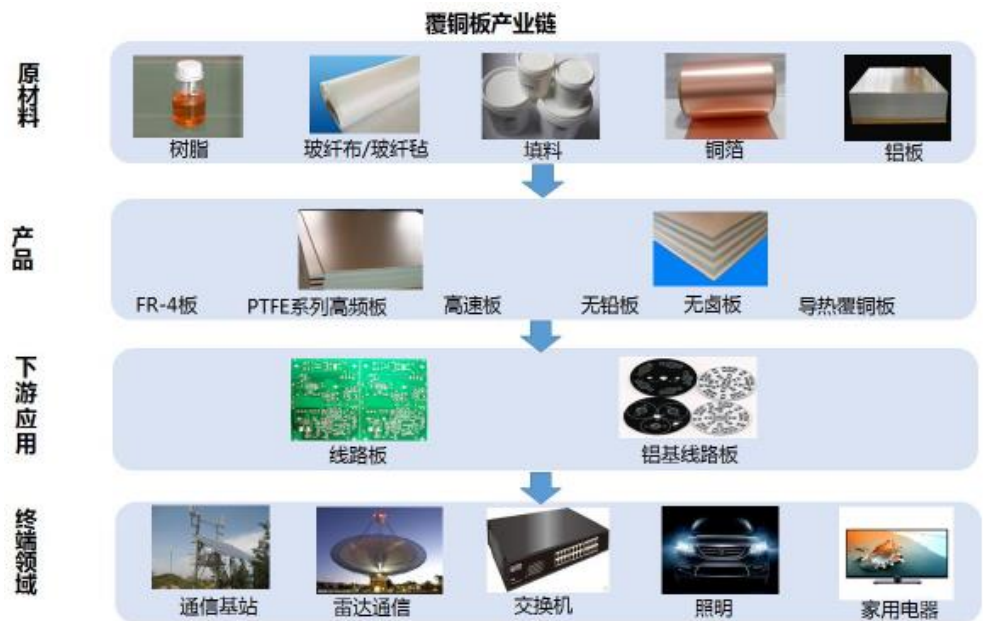 覆铜板产业链
原材料
树脂 玻纤布/玻纤毡 填料 铜箔 铝板
产品
FR-4板 PTFE系列高频板 高速板 无铅板 无卤板 导热覆铜板
下游应用
线路板 铝基线路板
终端领域
通信基站 雷达通信 交换机 照明 家用电器